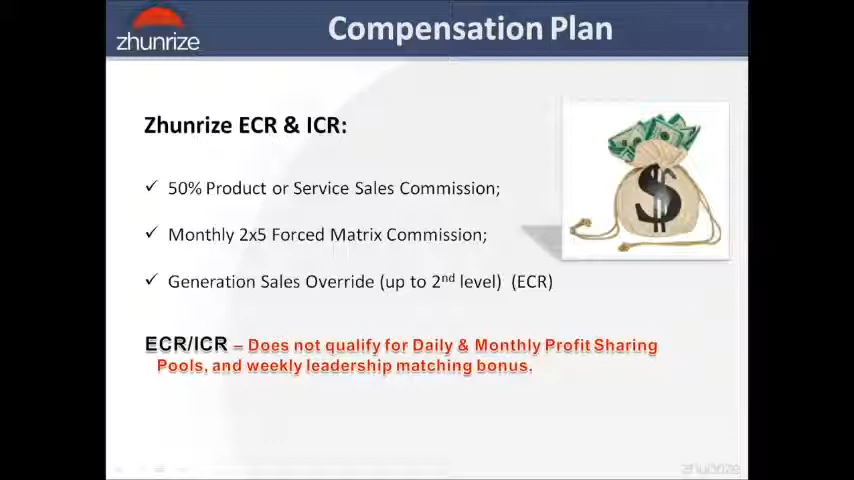 zhunrize
Compensation Plan
Zhunrize ECR & ICR:
✓ 50% Product or Service Sales Commission;
✓ Monthly 2x5 Forced Matrix Commission;
✓ Generation Sales Override (up to 2nd level) (ECR)
ECR/ICR – Does not qualify for Daily & Monthly Profit Sharing
Pools, and weekly leadership matching bonus.
$
zhunrize